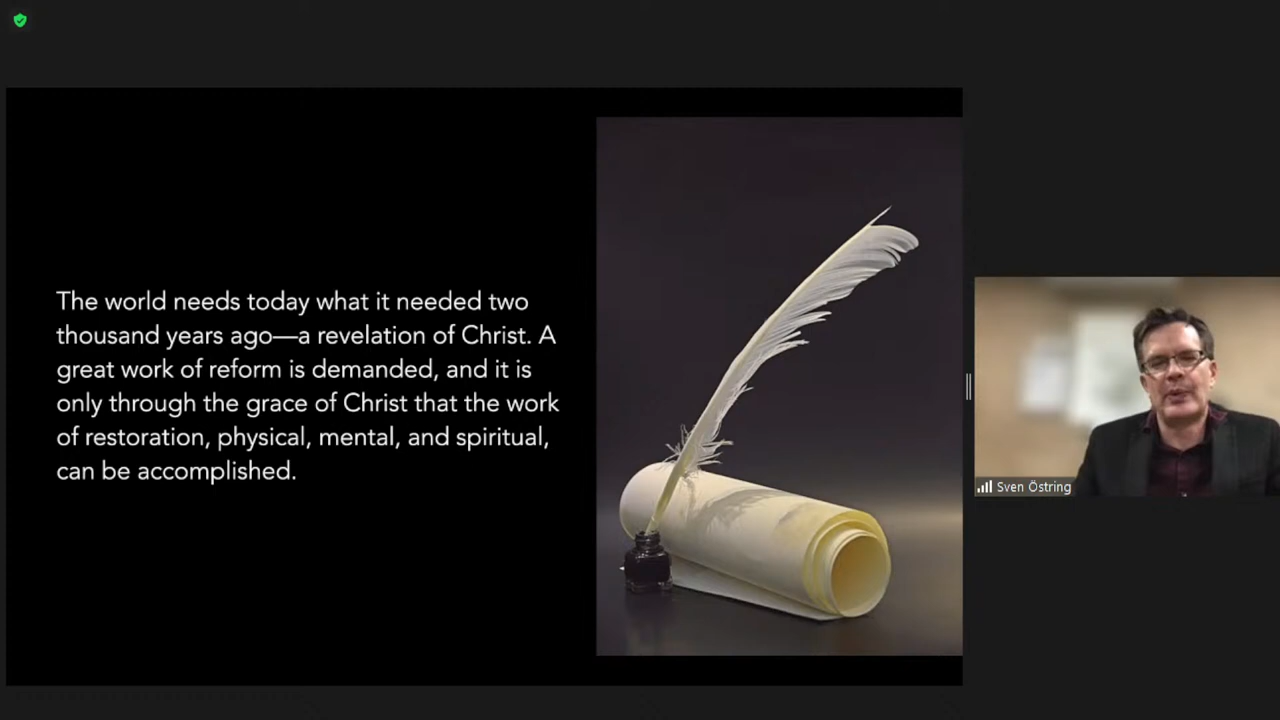 The world needs today what it needed two
thousand years ago—a revelation of Christ. A
great work of reform is demanded, and it is
only through the grace of Christ that the work
of restoration, physical, mental, and spiritual,
can be accomplished.
Sven Östring